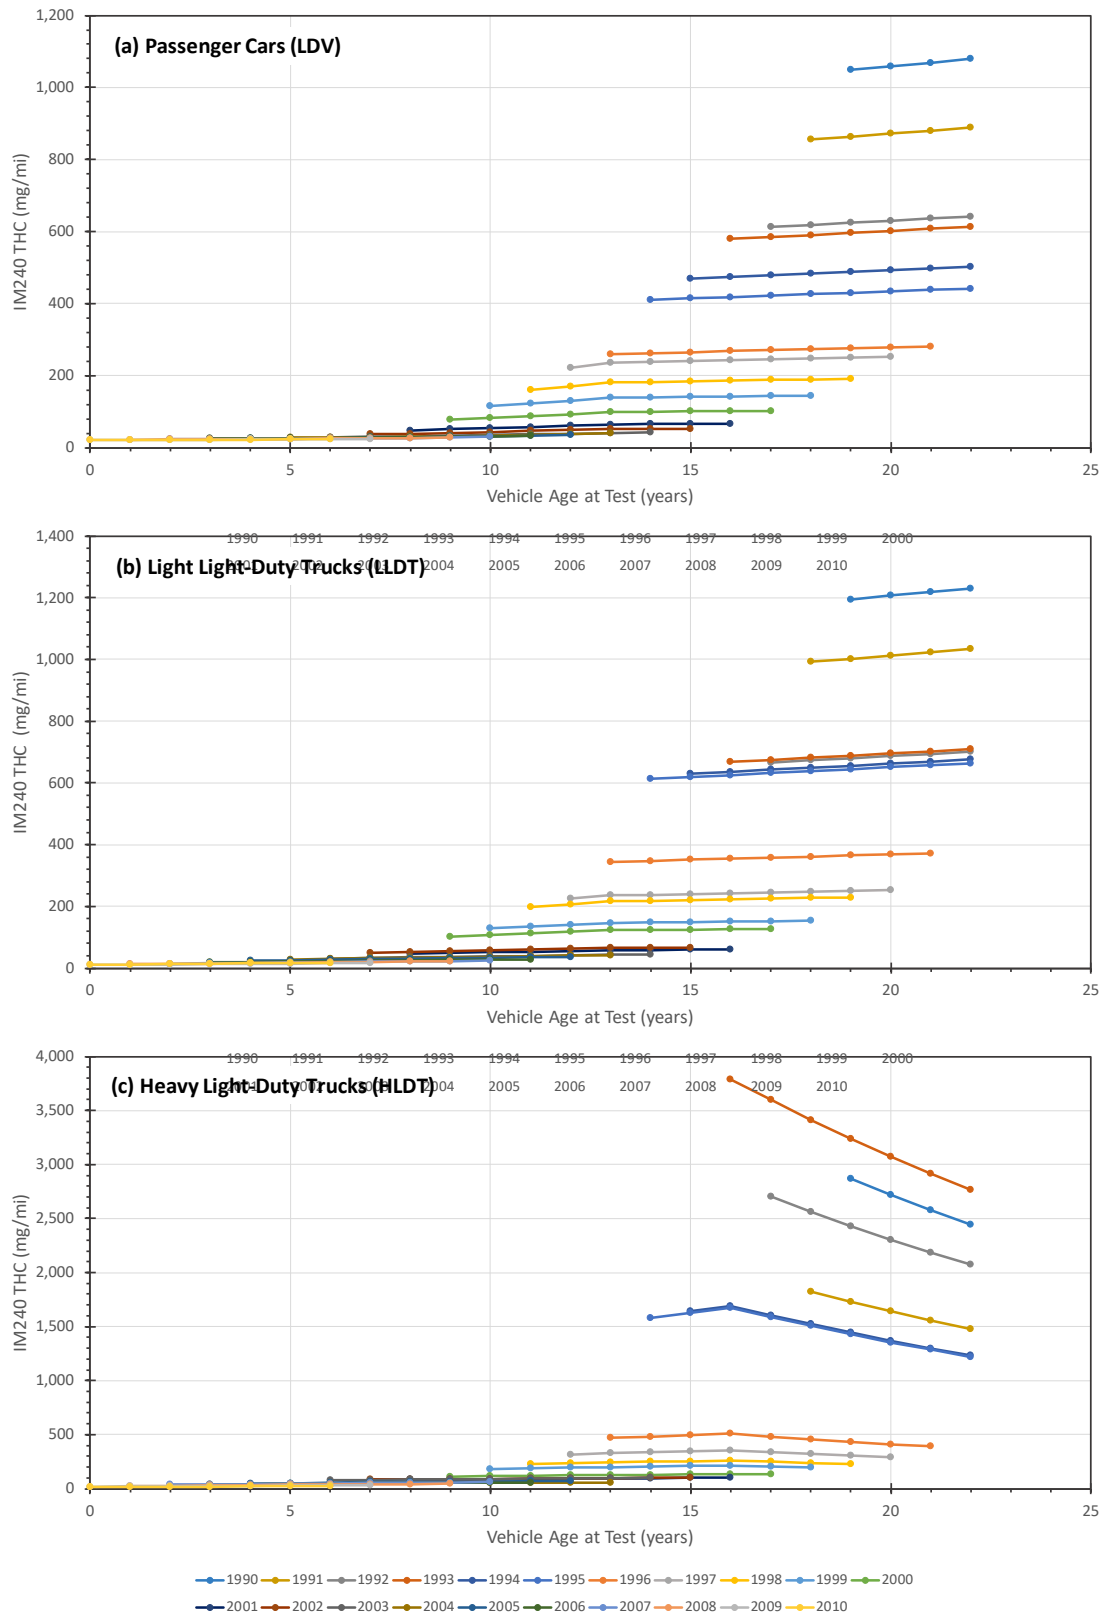 1,200
(a) Passenger Cars (LDV)
1,000
800
600
400
200
0
IM240 THC (mg/mi)
0 5 10 15 20 25
Vehicle Age at Test (years)
1,400
1990 1991 1992 1993 1994 1995 1996 1997 1998 1999 2000
(b) Light Light-Duty Trucks (LLDT)
2001 2002 2003 2004 2005 2006 2007 2008 2009 2010
1,200
1,000
800
600
400
200
0
IM240 THC (mg/mi)
0 5 10 15 20 25
Vehicle Age at Test (years)
4,000
1990 1991 1992 1993 1994 1995 1996 1997 1998 1999 2000
(c) Heavy Light-Duty Trucks (HLDT)
2001 2002 2003 2004 2005 2006 2007 2008 2009 2010
3,500
3,000
2,500
2,000
1,500
1,000
500
0
IM240 THC (mg/mi)
0 5 10 15 20 25
Vehicle Age at Test (years)
1990 1991 1992 1993 1994 1995 1996 1997 1998 1999 2000
2001 2002 2003 2004 2005 2006 2007 2008 2009 2010